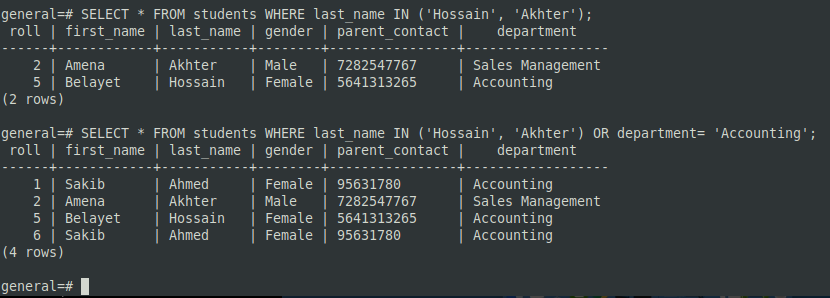 general=# SELECT * FROM students WHERE last_name IN ('Hossain', 'Akhter');
 roll | first_name | last_name | gender | parent_contact |    department
------+------------+-----------+--------+----------------+------------------
    2 | Amena      | Akhter    | Male   | 7282547767     | Sales Management
    5 | Belayet    | Hossain   | Female | 5641313265     | Accounting
(2 rows)

general=# SELECT * FROM students WHERE last_name IN ('Hossain', 'Akhter') OR department= 'Accounting';
 roll | first_name | last_name | gender | parent_contact |    department
------+------------+-----------+--------+----------------+------------------
    1 | Sakib      | Ahmed     | Female | 95631780       | Accounting
    2 | Amena      | Akhter    | Male   | 7282547767     | Sales Management
    5 | Belayet    | Hossain   | Female | 5641313265     | Accounting
    6 | Sakib      | Ahmed     | Female | 95631780       | Accounting
(4 rows)

general=#